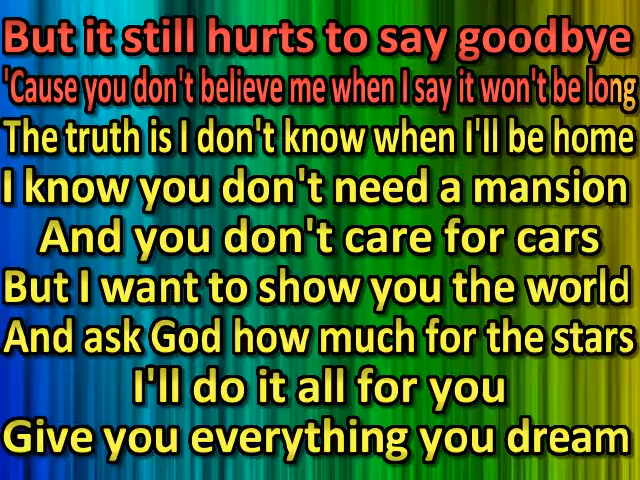 But it still hurts to say goodbye
'Cause you don't believe me when I say it won't be long
The truth is I don't know when I'll be home
I know you don't need a mansion
And you don't care for cars
But I want to show you the world
And ask God how much for the stars
I'll do it all for you
Give you everything you dream